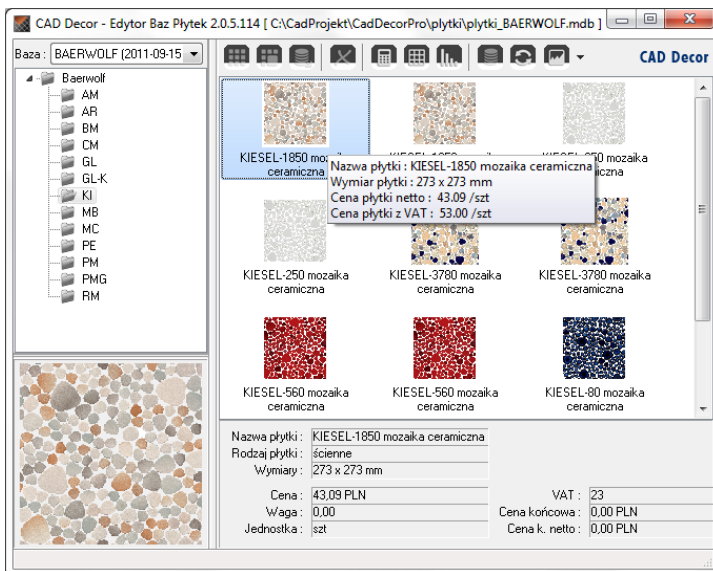 CAD Decor - Edytor Baz Płytek 2.0.5.114 [ C:\CadProjekt\CadDecorPro\plytki\plytki_BAERWOLF.mdb ]
Baza : BAERWOLF (2011-09-15
CAD Decor
Baerwolf
AM
AR
BM
CM
GL
GL-K
KI
MB
MC
PE
PM
PMG
RM
KIESEL-1850 mozaika
ceramiczna
Nazwa płytki : KIESEL-1850 mozaika ceramiczna
Wymiar płytki : 273 x 273 mm
Cena płytki netto : 43.09 /szt
Cena płytki z VAT : 53.00 /szt
KIESEL-250 mozaika
ceramiczna
KIESEL-3780 mozaika
ceramiczna
KIESEL-3780 mozaika
ceramiczna
KIESEL-560 mozaika
ceramiczna
KIESEL-560 mozaika
ceramiczna
KIESEL-80 mozaika
ceramiczna
Nazwa płytki : KIESEL-1850 mozaika ceramiczna
Rodzaj płytki : ścienne
Wymiary : 273 x 273 mm
Cena : 43,09 PLN
VAT : 23
Waga : 0,00
Cena końcowa : 0,00 PLN
Jednostka : szt
Cena k. netto : 0,00 PLN